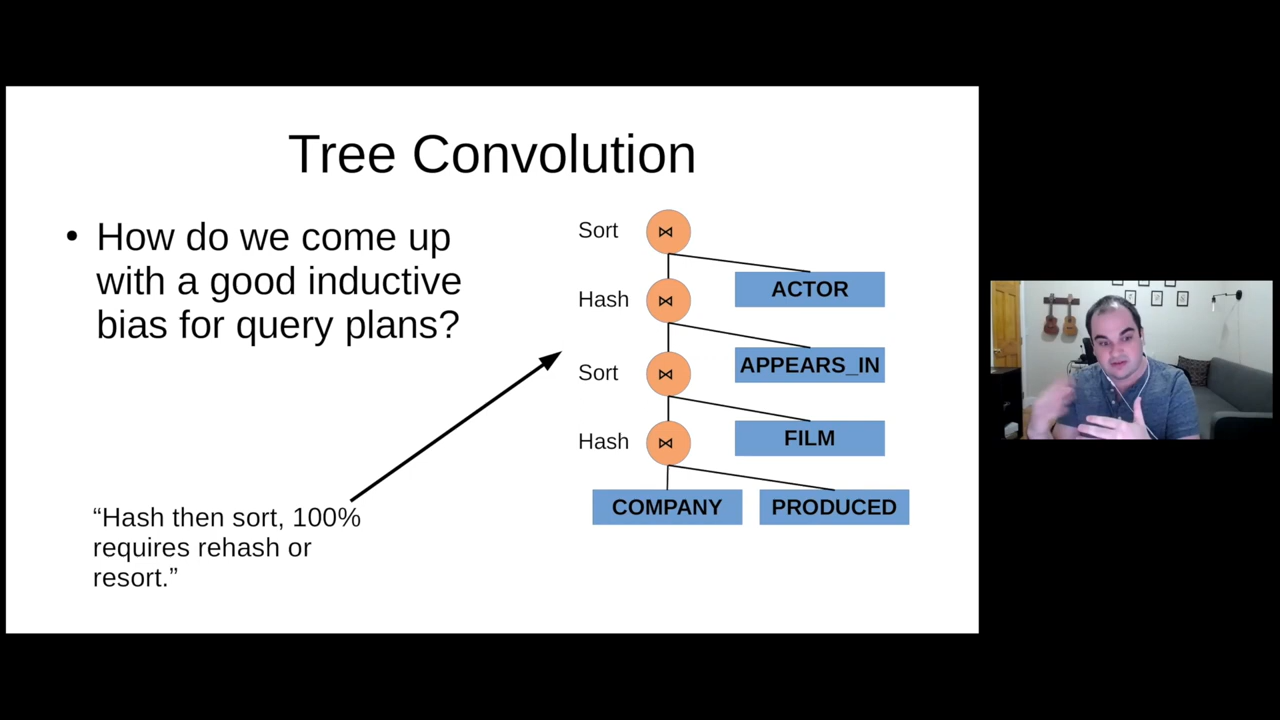 Tree Convolution
• How do we come up
with a good inductive
bias for query plans?
“Hash then sort, 100%
requires rehash or
resort.”
Sort ⋈
ACTOR
Hash ⋈
APPEARS_IN
Sort ⋈
FILM
Hash ⋈
COMPANY PRODUCED